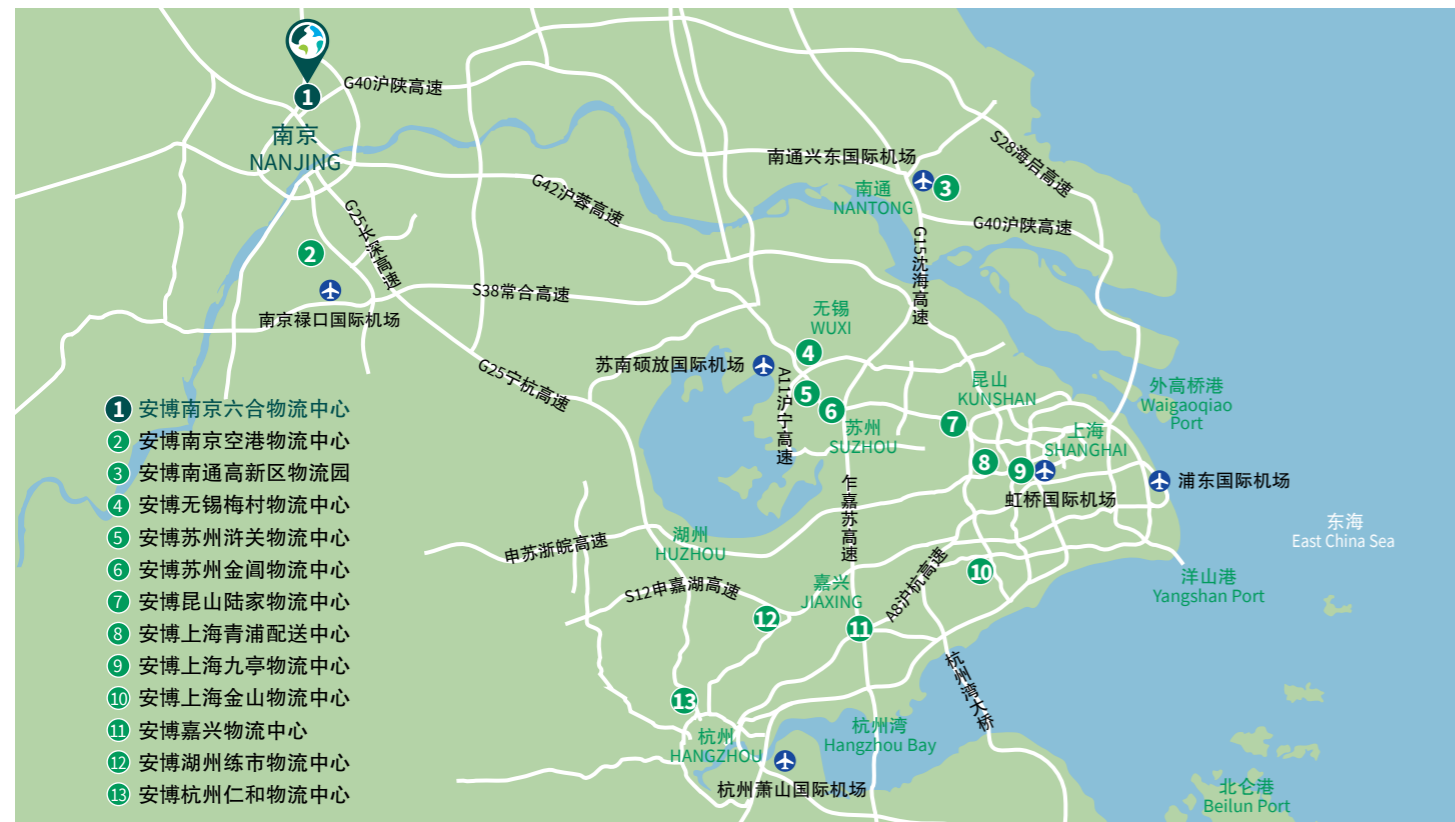 1
G40沪陕高速
南京
NANJING
南通兴东国际机场
S28海启高速
G42沪蓉高速
南通
NANTONG
3
G25长深高速
G40沪陕高速
G15沈海高速
2
S38常合高速
南京禄口国际机场
无锡
WUXI
4
苏南硕放国际机场
G25宁杭高速
A11沪宁高速
5
6
昆山
KUNSHAN
外高桥港
Waigaoqiao
Port
7
苏州
SUZHOU
上海
SHANGHAI
8
9
虹桥国际机场
浦东国际机场
乍嘉苏高速
东海
East China Sea
湖州
HUZHOU
申苏浙皖高速
S12申嘉湖高速
嘉兴
JIAXING
A8沪杭高速
10
洋山港
Yangshan Port
12
11
杭州湾大桥
13
杭州
HANGZHOU
杭州湾
Hangzhou Bay
杭州萧山国际机场
北仑港
Beilun Port
1 安博南京六合物流中心
2 安博南京空港物流中心
3 安博南通高新区物流园
4 安博无锡梅村物流中心
5 安博苏州浒关物流中心
6 安博苏州金阊物流中心
7 安博昆山陆家物流中心
8 安博上海青浦配送中心
9 安博上海九亭物流中心
10 安博上海金山物流中心
11 安博嘉兴物流中心
12 安博湖州练市物流中心
13 安博杭州仁和物流中心